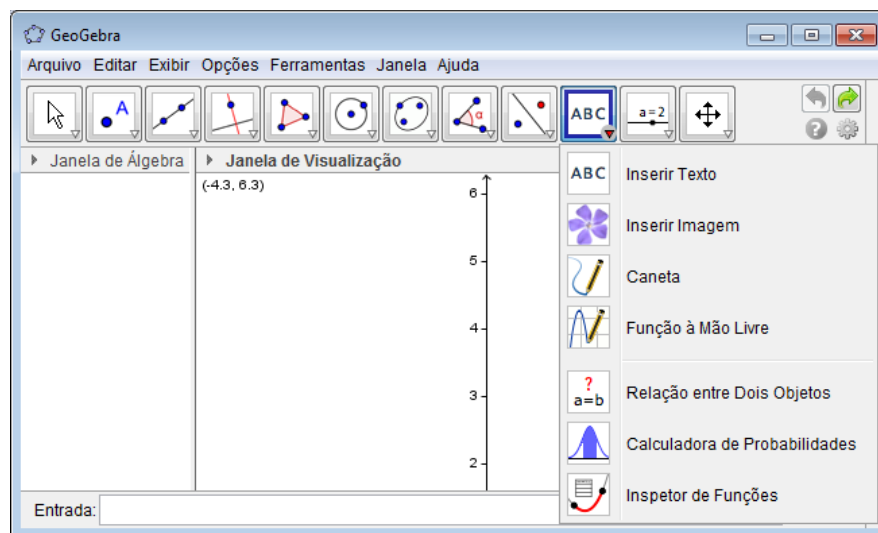 GeoGebra
Arquivo Editar Exibir Opções Ferramentas Janela Ajuda
A
α
ABC
a=2
Janela de Álgebra
Janela de Visualização
(-4.3, 6.3)
6
5
4
3
2
ABC Inserir Texto
Inserir Imagem
Caneta
Função à Mão Livre
?
a=b Relação entre Dois Objetos
Calculadora de Probabilidades
Inspetor de Funções
Entrada: